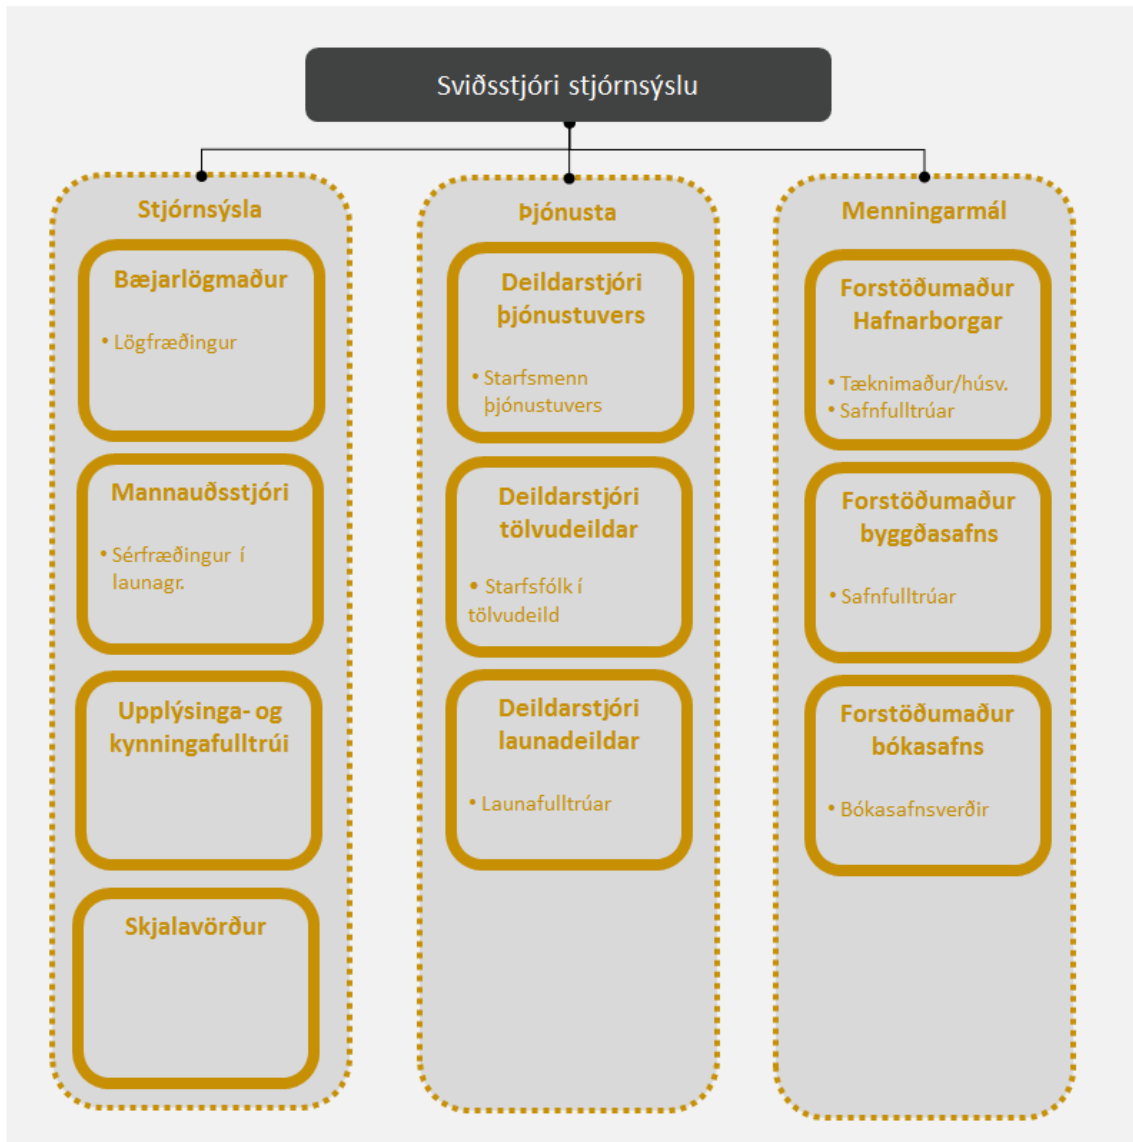 Sviðsstjóri stjórnsýslu
Stjórnsýsla
Bæjarlögmaður
• Lögfræðingur
Mannauðsstjóri
• Sérfræðingur í
launagr.
Upplýsinga- og
kynningafulltrúi
Skjalavörður
Þjónusta
Deildarstjóri
þjónustuvers
• Starfsmenn
þjónustuvers
Deildarstjóri
tölvudeildar
• Starfsfólk í
tölvudeild
Deildarstjóri
launadeildar
• Launafulltrúar
Menningarmál
Forstöðumaður
Hafnarborgar
• Tæknimaður/húsv.
• Safnfulltrúar
Forstöðumaður
byggðasafns
• Safnfulltrúar
Forstöðumaður
bókasafns
• Bókasafnsverðir